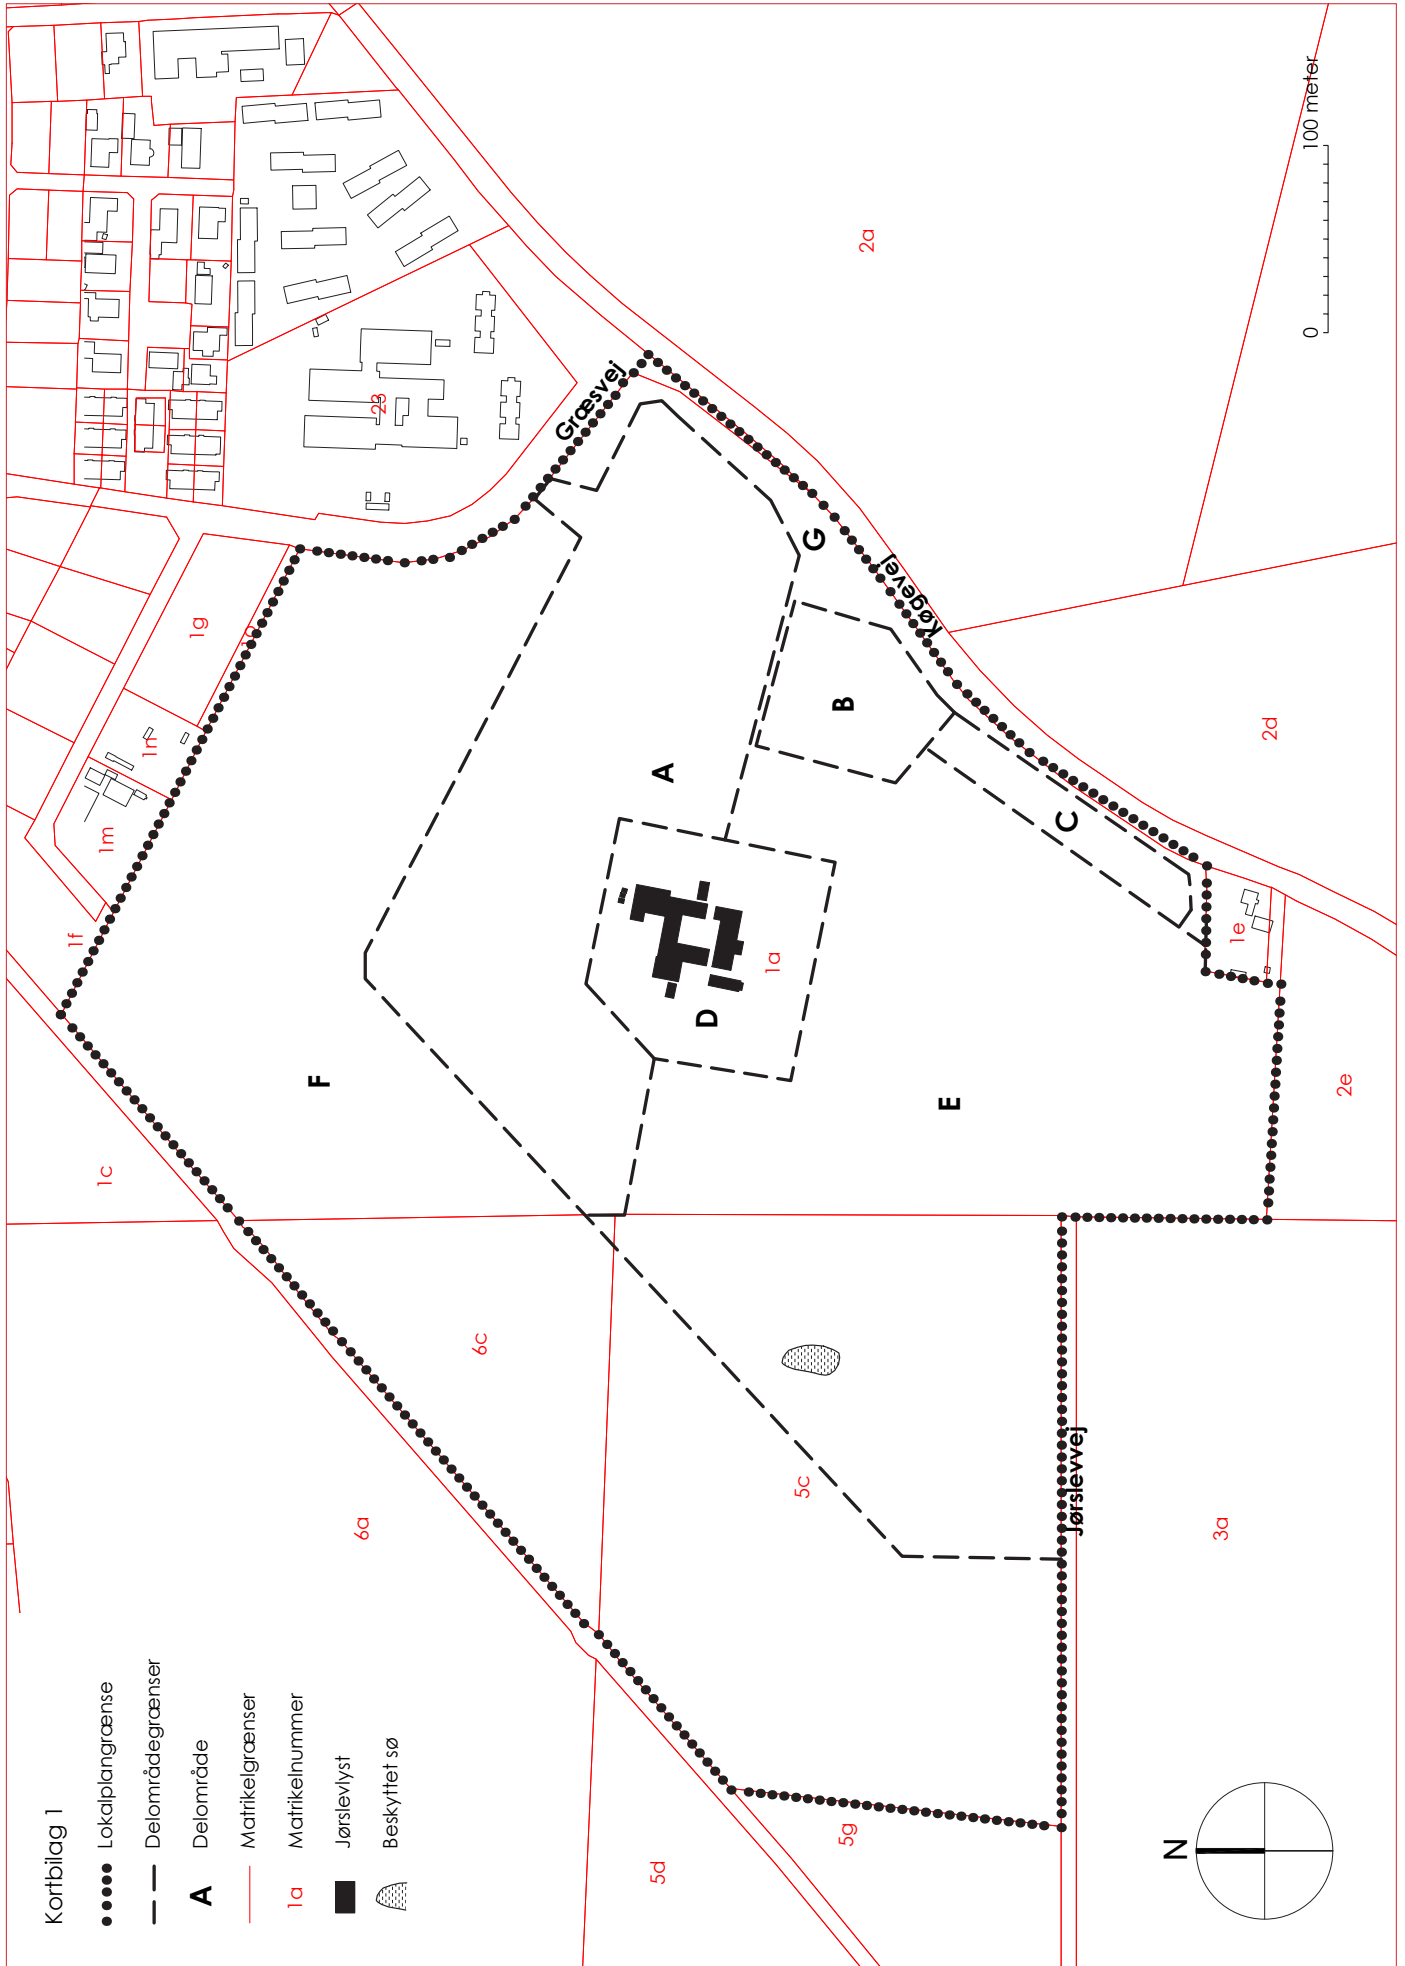 Kortbilag 1
Lokalplangrænse
Delområdegrænser
A
Delområde
Matrikelgrænser
1a
Matrikelnummer
Jørslevlyst
Beskyttet sø
1c
1f
1m
1n
1g
23
Græsvej
2a
0
100 meter
F
A
G
Køgevej
B
C
D
1a
E
1e
2d
2e
6a
6c
5c
Jørslevvej
3a
5d
5g
N